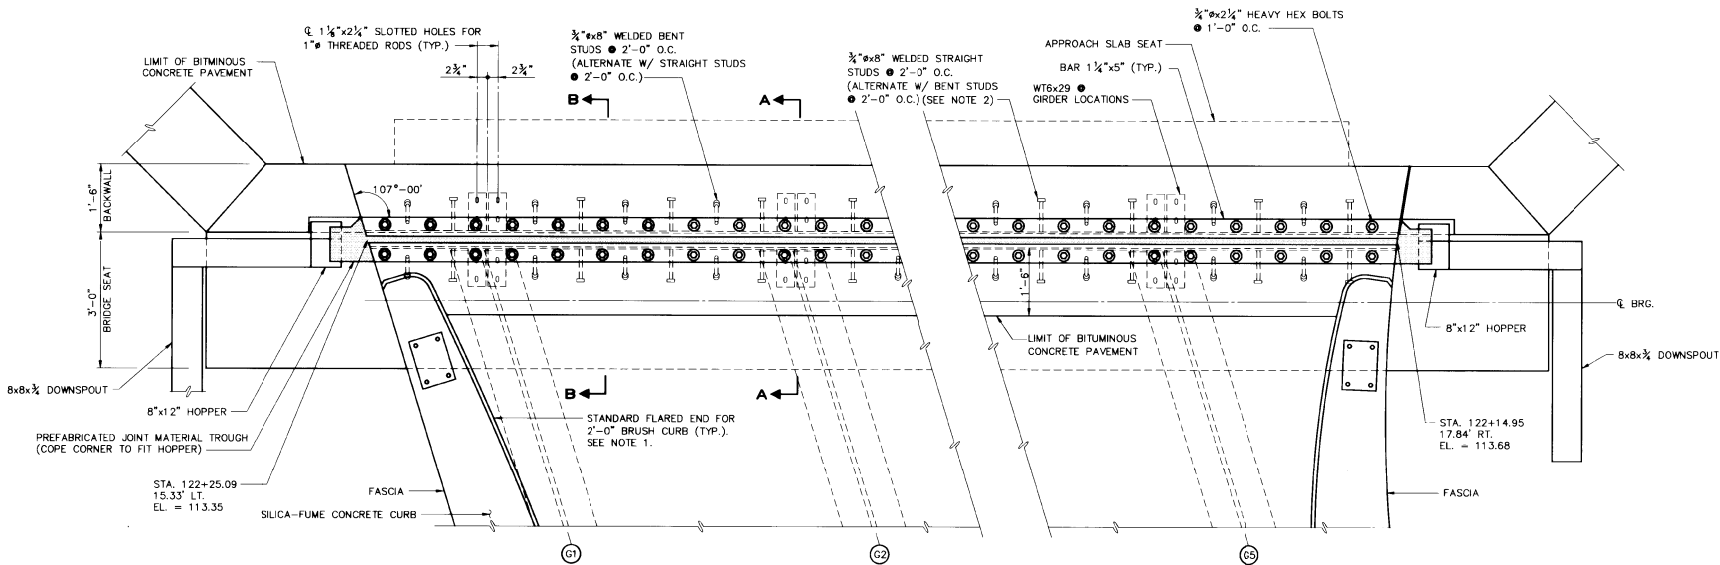 ℄ 1⅛"x2¼" SLOTTED HOLES FOR
1"ø THREADED RODS (TYP.)
2¾"
2¾"
¾"øx8" WELDED BENT
STUDS @ 2'-0" O.C.
(ALTERNATE W/ STRAIGHT STUDS
@ 2'-0" O.C.)
¾"øx8" WELDED STRAIGHT
STUDS @ 2'-0" O.C.
(ALTERNATE W/ BENT STUDS
@ 2'-0" O.C.) (SEE NOTE 2)
¾"øx2¼" HEAVY HEX BOLTS
@ 1'-0" O.C.
APPROACH SLAB SEAT
BAR 1¼"x5" (TYP.)
WT6x29 @
GIRDER LOCATIONS
LIMIT OF BITMINOUS
CONCRETE PAVEMENT
B
A
1'-6"
BACKWALL
107°-00'
3'-0"
BRIDGE SEAT
1'-6"
℄ BRG.
8"x12" HOPPER
LIMIT OF BITUMINOUS
CONCRETE PAVEMENT
8x8x¾ DOWNSPOUT
8x8x¾ DOWNSPOUT
B
A
8"x12" HOPPER
STANDARD FLARED END FOR
2'-0" BRUSH CURB (TYP.).
SEE NOTE 1.
PREFABRICATED JOINT MATERIAL TROUGH
(COPE CORNER TO FIT HOPPER)
STA. 122+14.95
17.84' RT.
EL. = 113.68
STA. 122+25.09
15.33' LT.
EL. = 113.35
FASCIA
FASCIA
SILICA-FUME CONCRETE CURB
G1
G2
G5